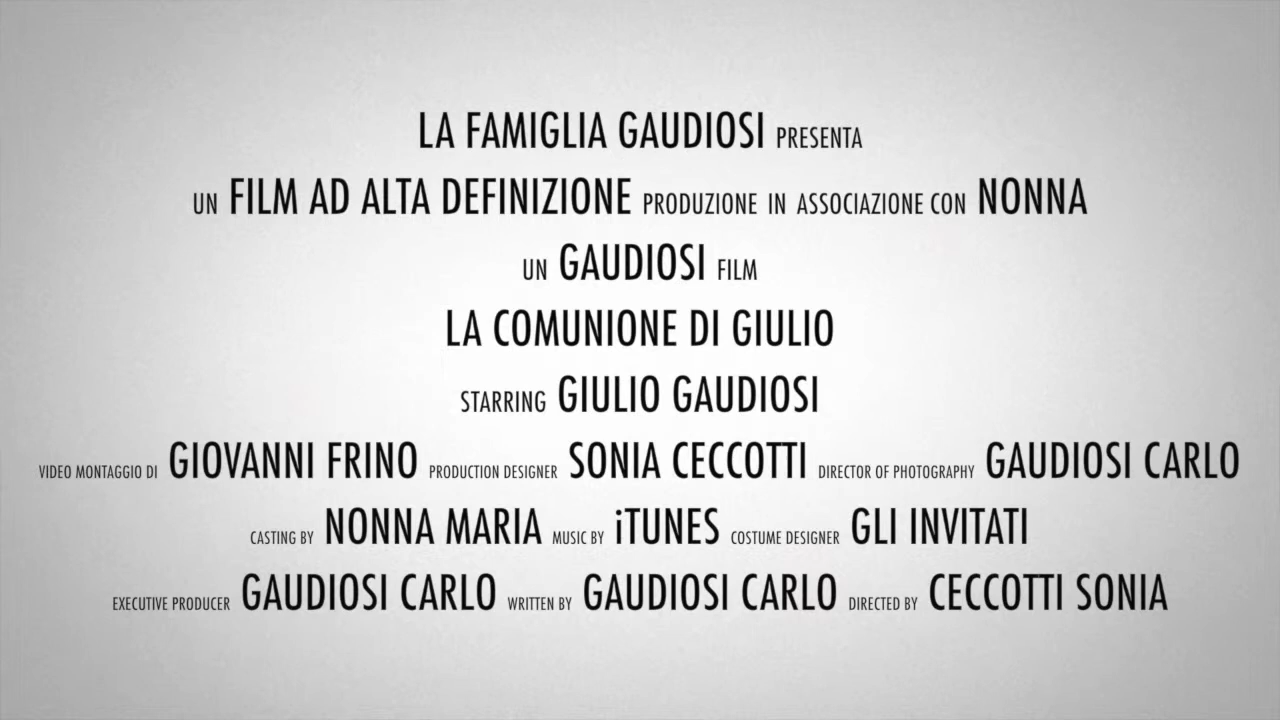 LA FAMIGLIA GAUDIOSI PRESENTA
UN FILM AD ALTA DEFINIZIONE PRODUZIONE IN ASSOCIAZIONE CON NONNA
UN GAUDIOSI FILM
LA COMUNIONE DI GIULIO
STARRING GIULIO GAUDIOSI
VIDEO MONTAGGIO DI GIOVANNI FRINO PRODUCTION DESIGNER SONIA CECCOTTI DIRECTOR OF PHOTOGRAPHY GAUDIOSI CARLO
CASTING BY NONNA MARIA MUSIC BY iTUNES COSTUME DESIGNER GLI INVITATI
EXECUTIVE PRODUCER GAUDIOSI CARLO WRITTEN BY GAUDIOSI CARLO DIRECTED BY CECCOTTI SONIA